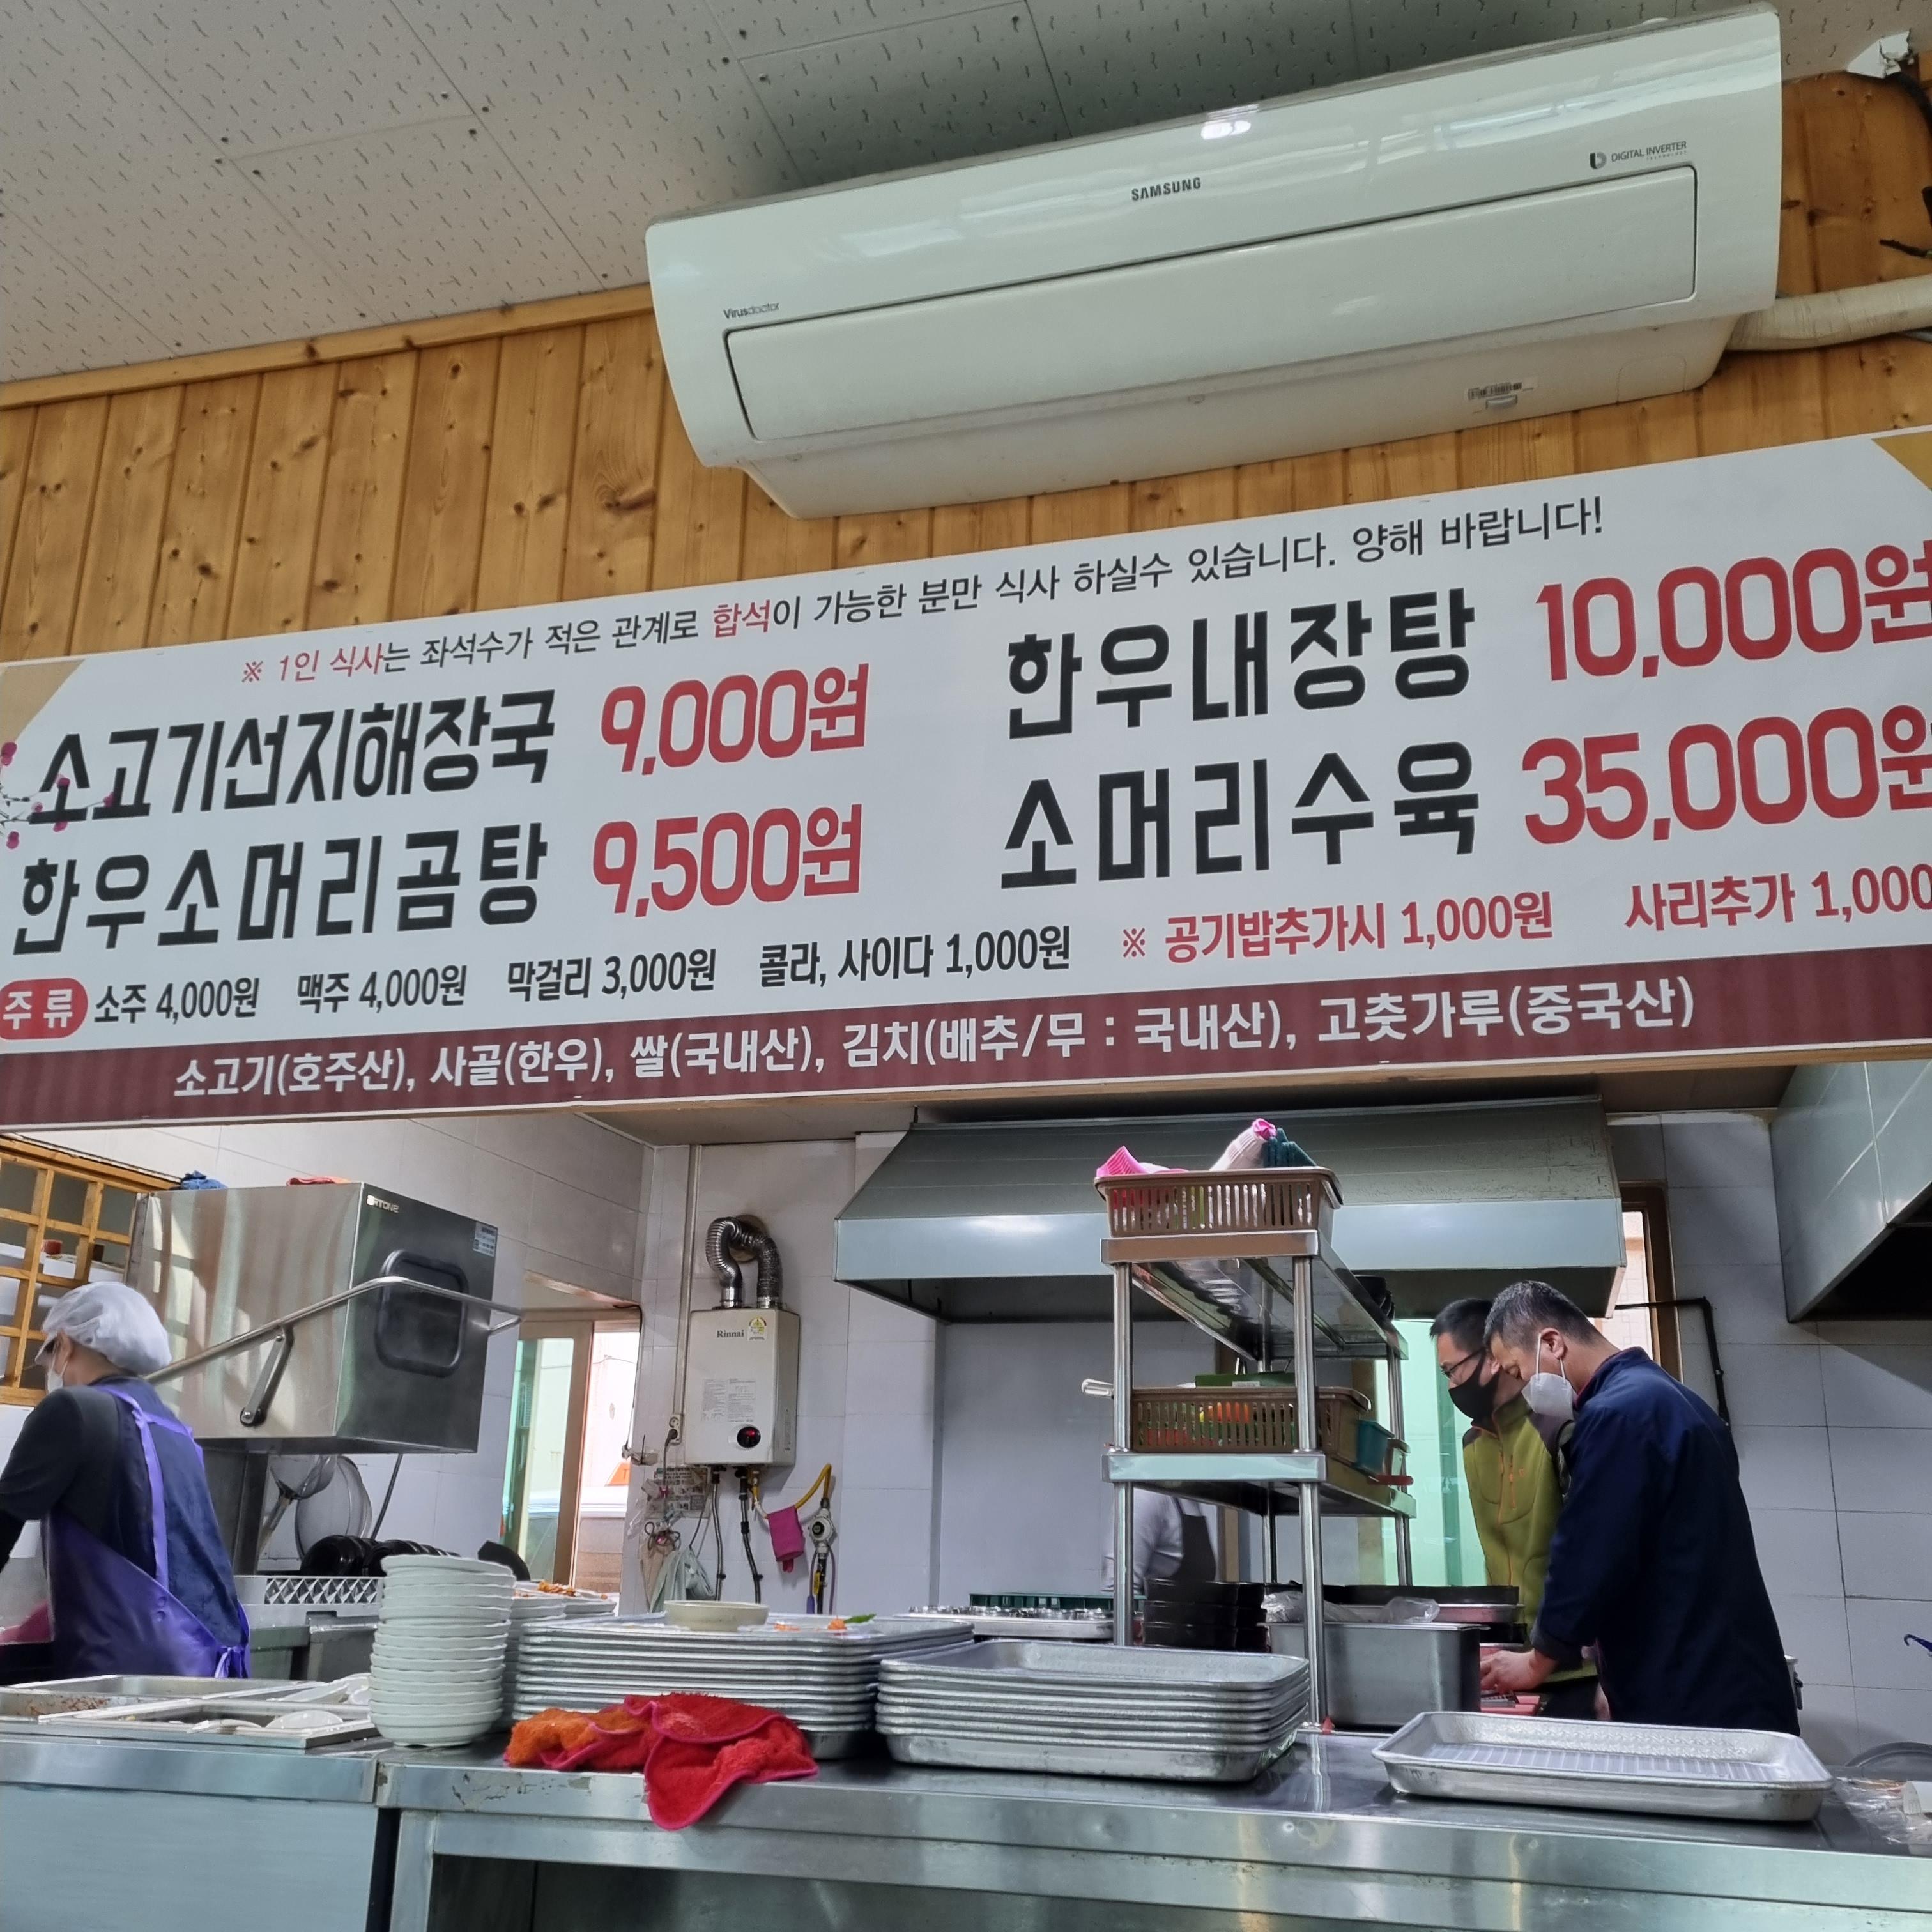 DIGITAL INVERTER
SAMSUNG
Virusdoctor
※ 1인 식사는 좌석수가 적은 관계로 합석이 가능한 분만 식사 하실수 있습니다. 양해 바랍니다!
소고기선지해장국 9,000원 한우내장탕 10,000원
한우소머리곰탕 9,500원 소머리수육 35,000원
주류 소주 4,000원 맥주 4,000원 막걸리 3,000원 콜라, 사이다 1,000원 ※ 공기밥추가시 1,000원 사리추가 1,000
소고기(호주산), 사골(한우), 쌀(국내산), 김치(배추/무 : 국내산), 고춧가루(중국산)
Rinnai